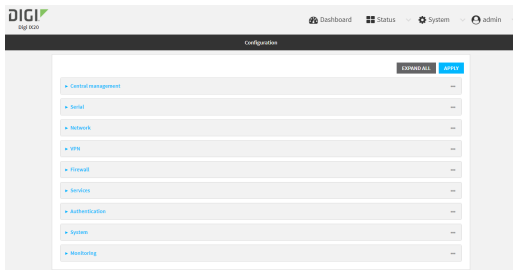 DIGI
Digi IX20
Dashboard Status System admin
Configuration
EXPAND ALL APPLY
Central management
Serial
Network
VPN
Firewall
Services
Authentication
System
Monitoring